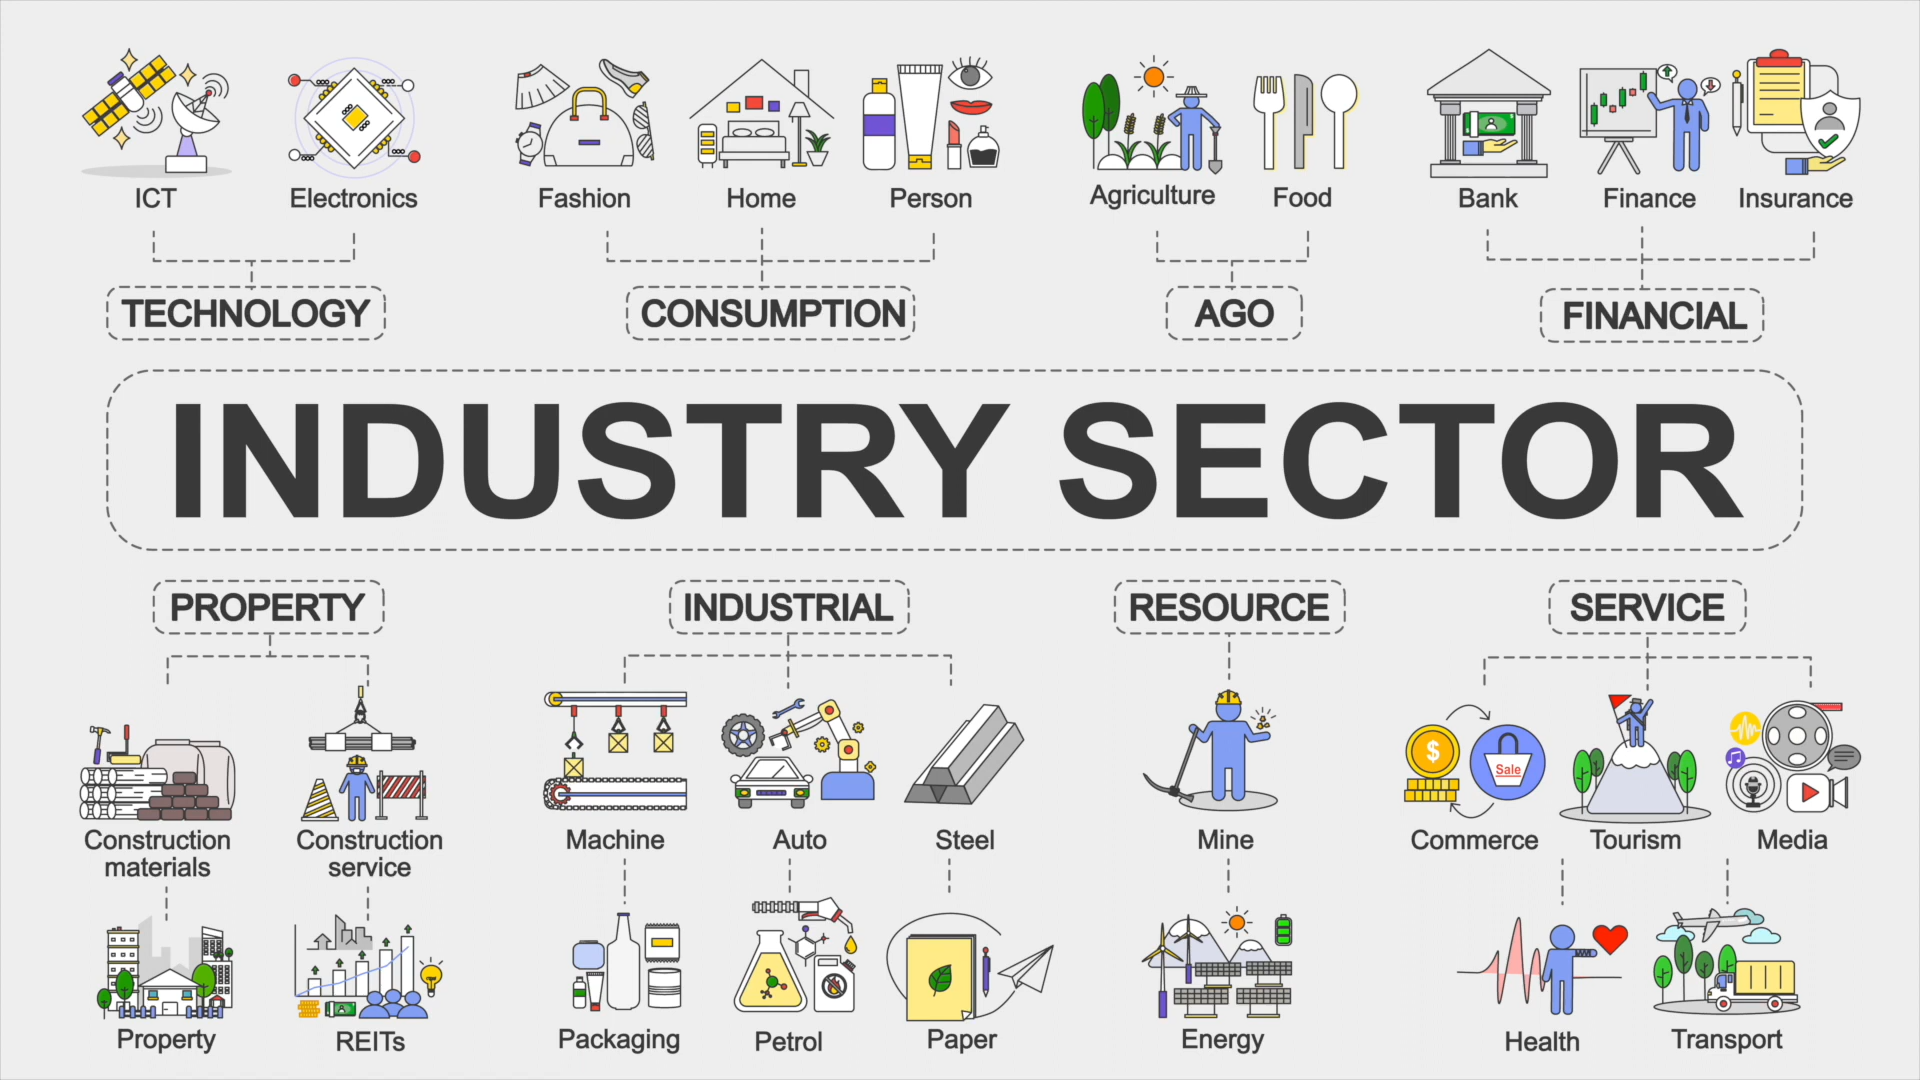 ICT
Electronics
Fashion
Home
Person
Agriculture
Food
Bank
Finance
Insurance
TECHNOLOGY
CONSUMPTION
AGO
FINANCIAL
INDUSTRY SECTOR
PROPERTY
INDUSTRIAL
RESOURCE
SERVICE
$
Sale
Construction
materials
Construction
service
Machine
Auto
Steel
Mine
Commerce
Tourism
Media
Property
REITs
Packaging
Petrol
Paper
Energy
Health
Transport